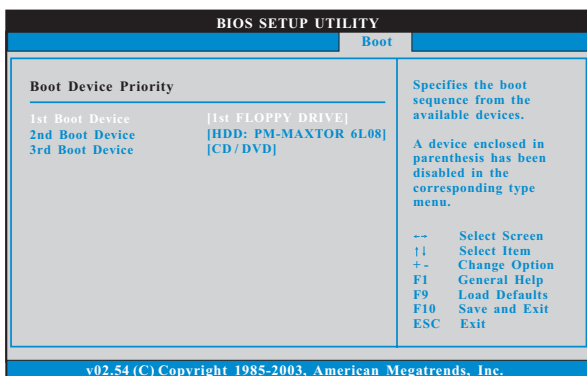 BIOS SETUP UTILITY
Boot
Boot Device Priority
1st Boot Device [1st FLOPPY DRIVE]
2nd Boot Device [HDD: PM-MAXTOR 6L08]
3rd Boot Device [CD/DVD]
Specifies the boot
sequence from the
available devices.
A device enclosed in
parenthesis has been
disabled in the
corresponding type
menu.
←→ Select Screen
↑↓ Select Item
+ - Change Option
F1 General Help
F9 Load Defaults
F10 Save and Exit
ESC Exit
v02.54 (C) Copyright 1985-2003, American Megatrends, Inc.